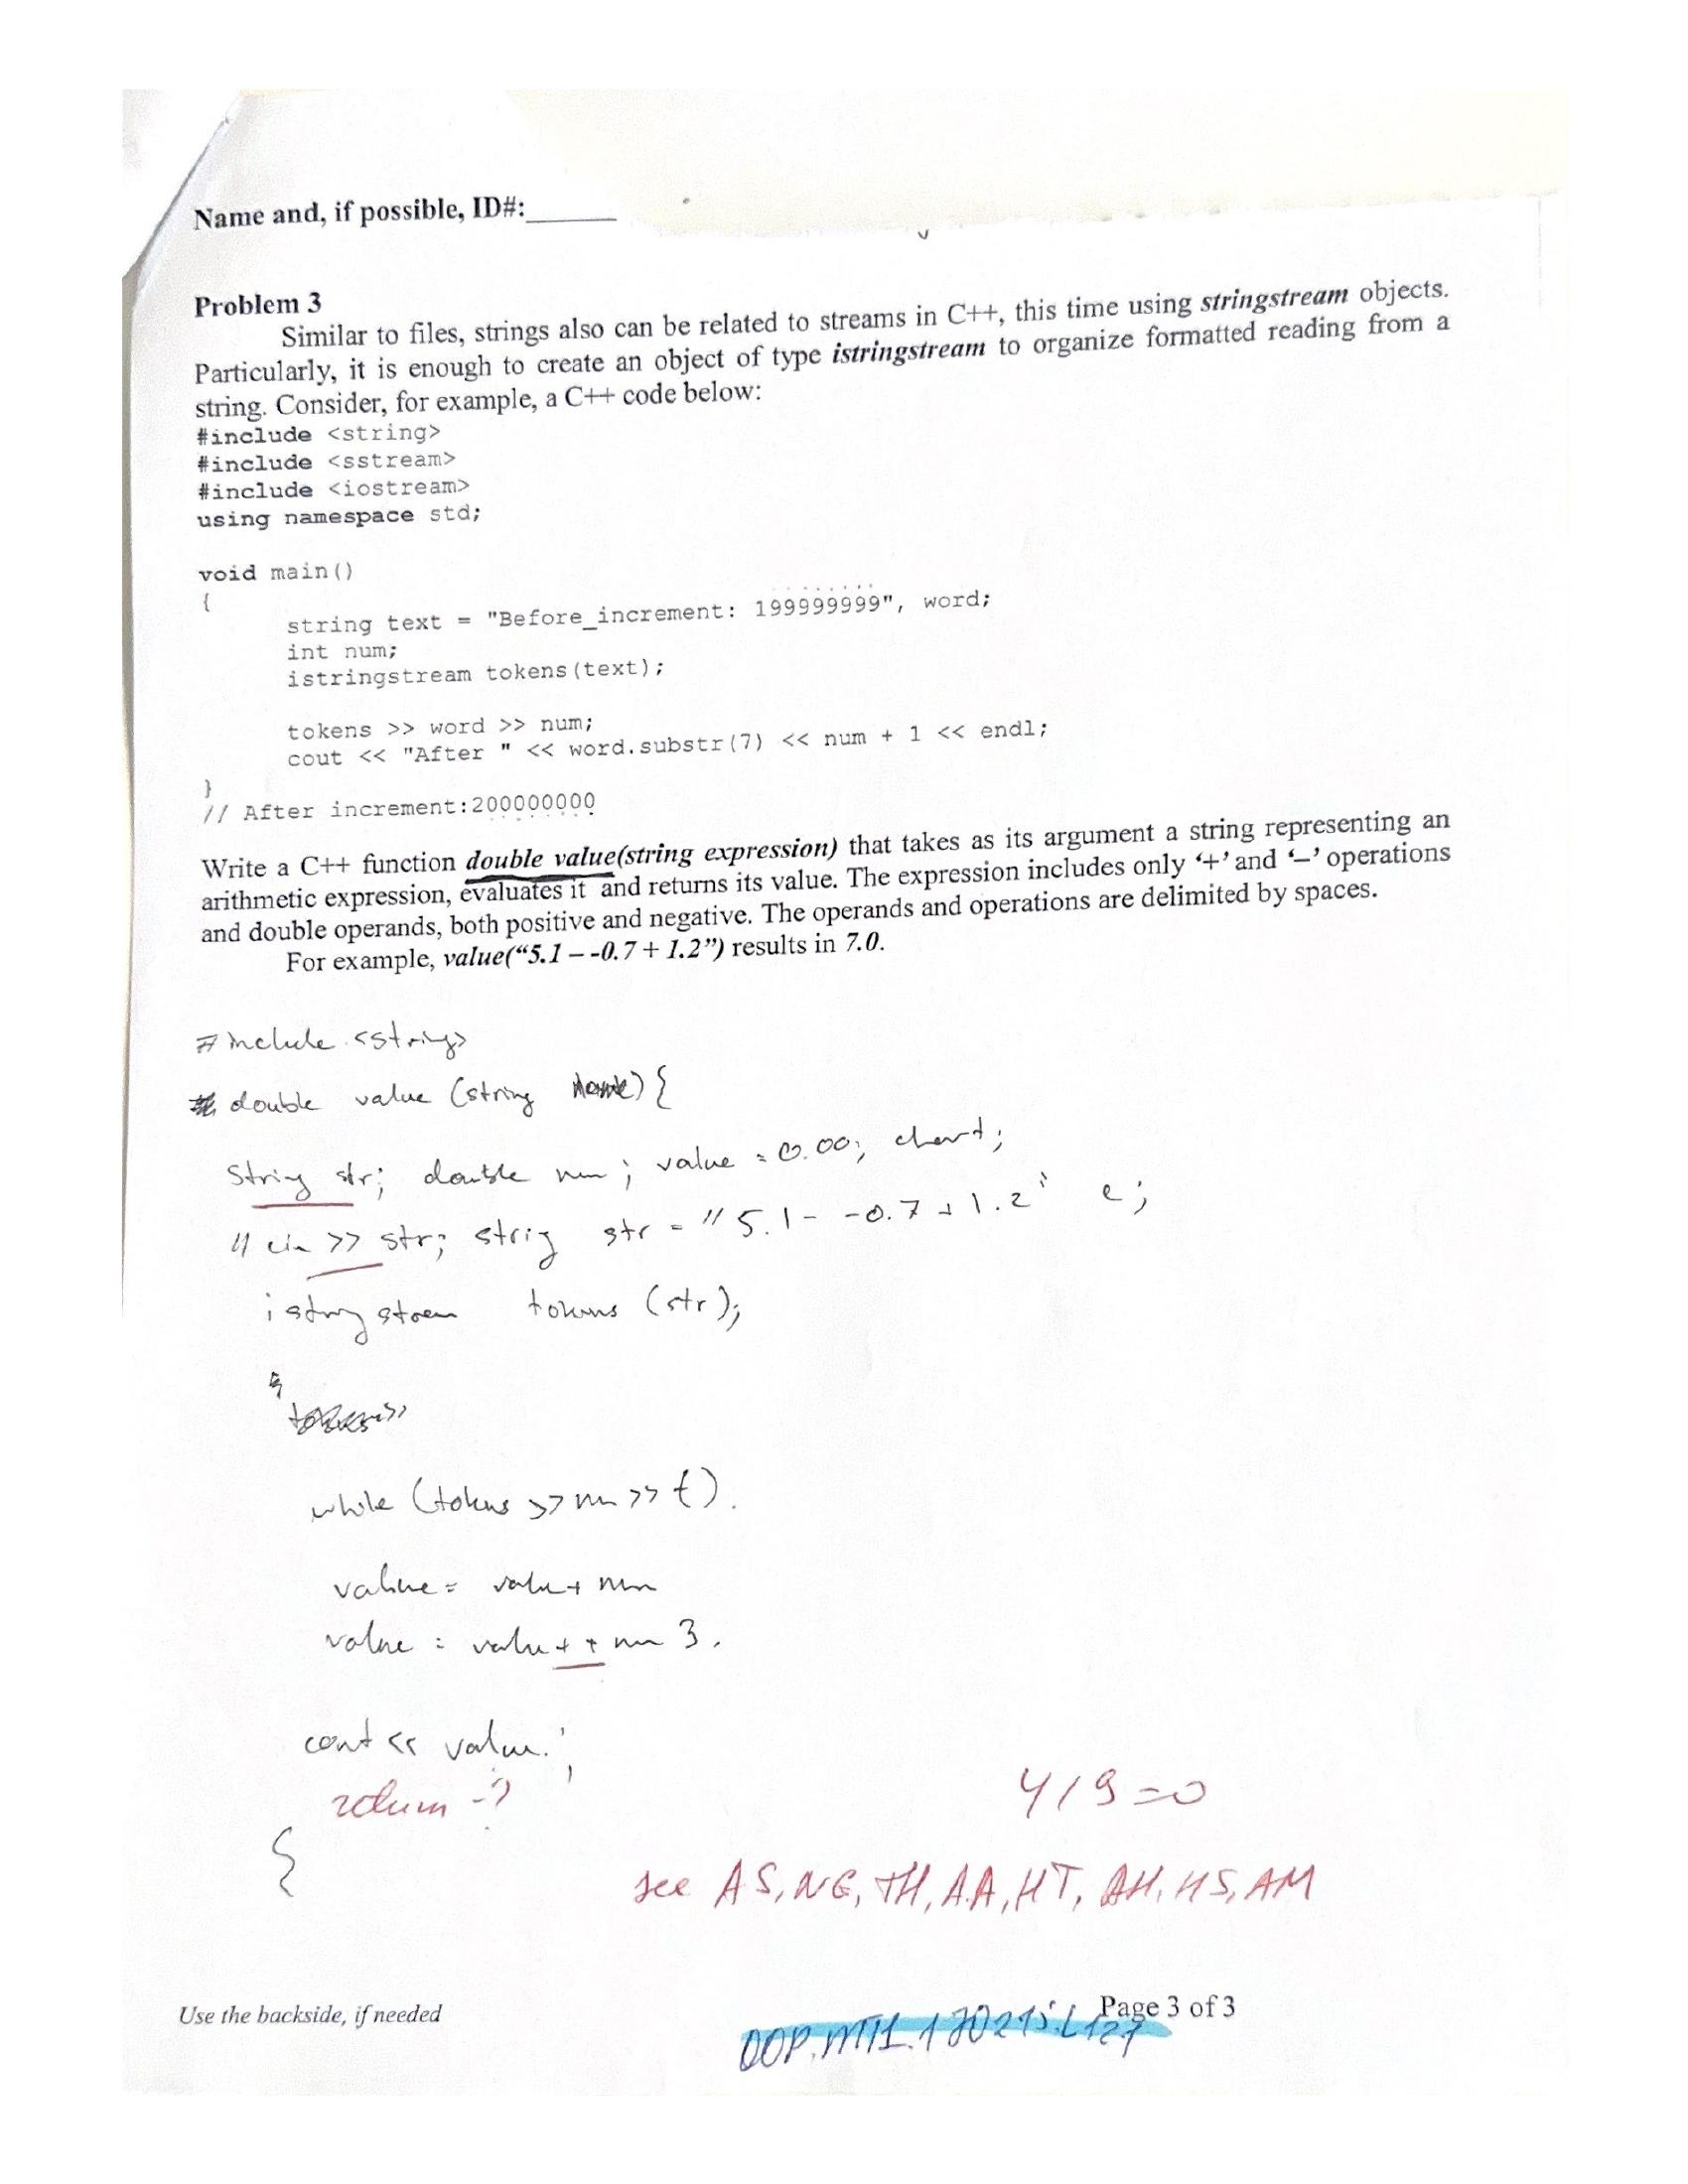 Name and, if possible, ID#:______
Problem 3
Similar to files, strings also can be related to streams in C++, this time using stringstream objects.
Particularly, it is enough to create an object of type istringstream to organize formatted reading from a
string. Consider, for example, a C++ code below:
#include <string>
#include <sstream>
#include <iostream>
using namespace std;
void main()
{
string text = "Before_increment: 199999999", word;
int num;
istringstream tokens(text);
tokens >> word >> num;
cout << "After " << word.substr(7) << num + 1 << endl;
}
// After increment:200000000
Write a C++ function double value(string expression) that takes as its argument a string representing an
arithmetic expression, evaluates it and returns its value. The expression includes only ‘+’ and ‘–’ operations
and double operands, both positive and negative. The operands and operations are delimited by spaces.
For example, value(“5.1 – -0.7 + 1.2”) results in 7.0.
#include <string>
double value (string ) {
String str; double num; value = 0.00; char t;
// cin >> str; string str = "5.1 - -0.7 + 1.2" e;
istringstream tokens (str);
while (tokens >> num >> t).
value = value + num
value = value + + num 3.
cout << value.;
return -?
{
4/9 =0
see AS, NG, TH, AA, HT, AH, HS, AM
Use the backside, if needed
Page 3 of 3
OOP.MT1.170215.L127